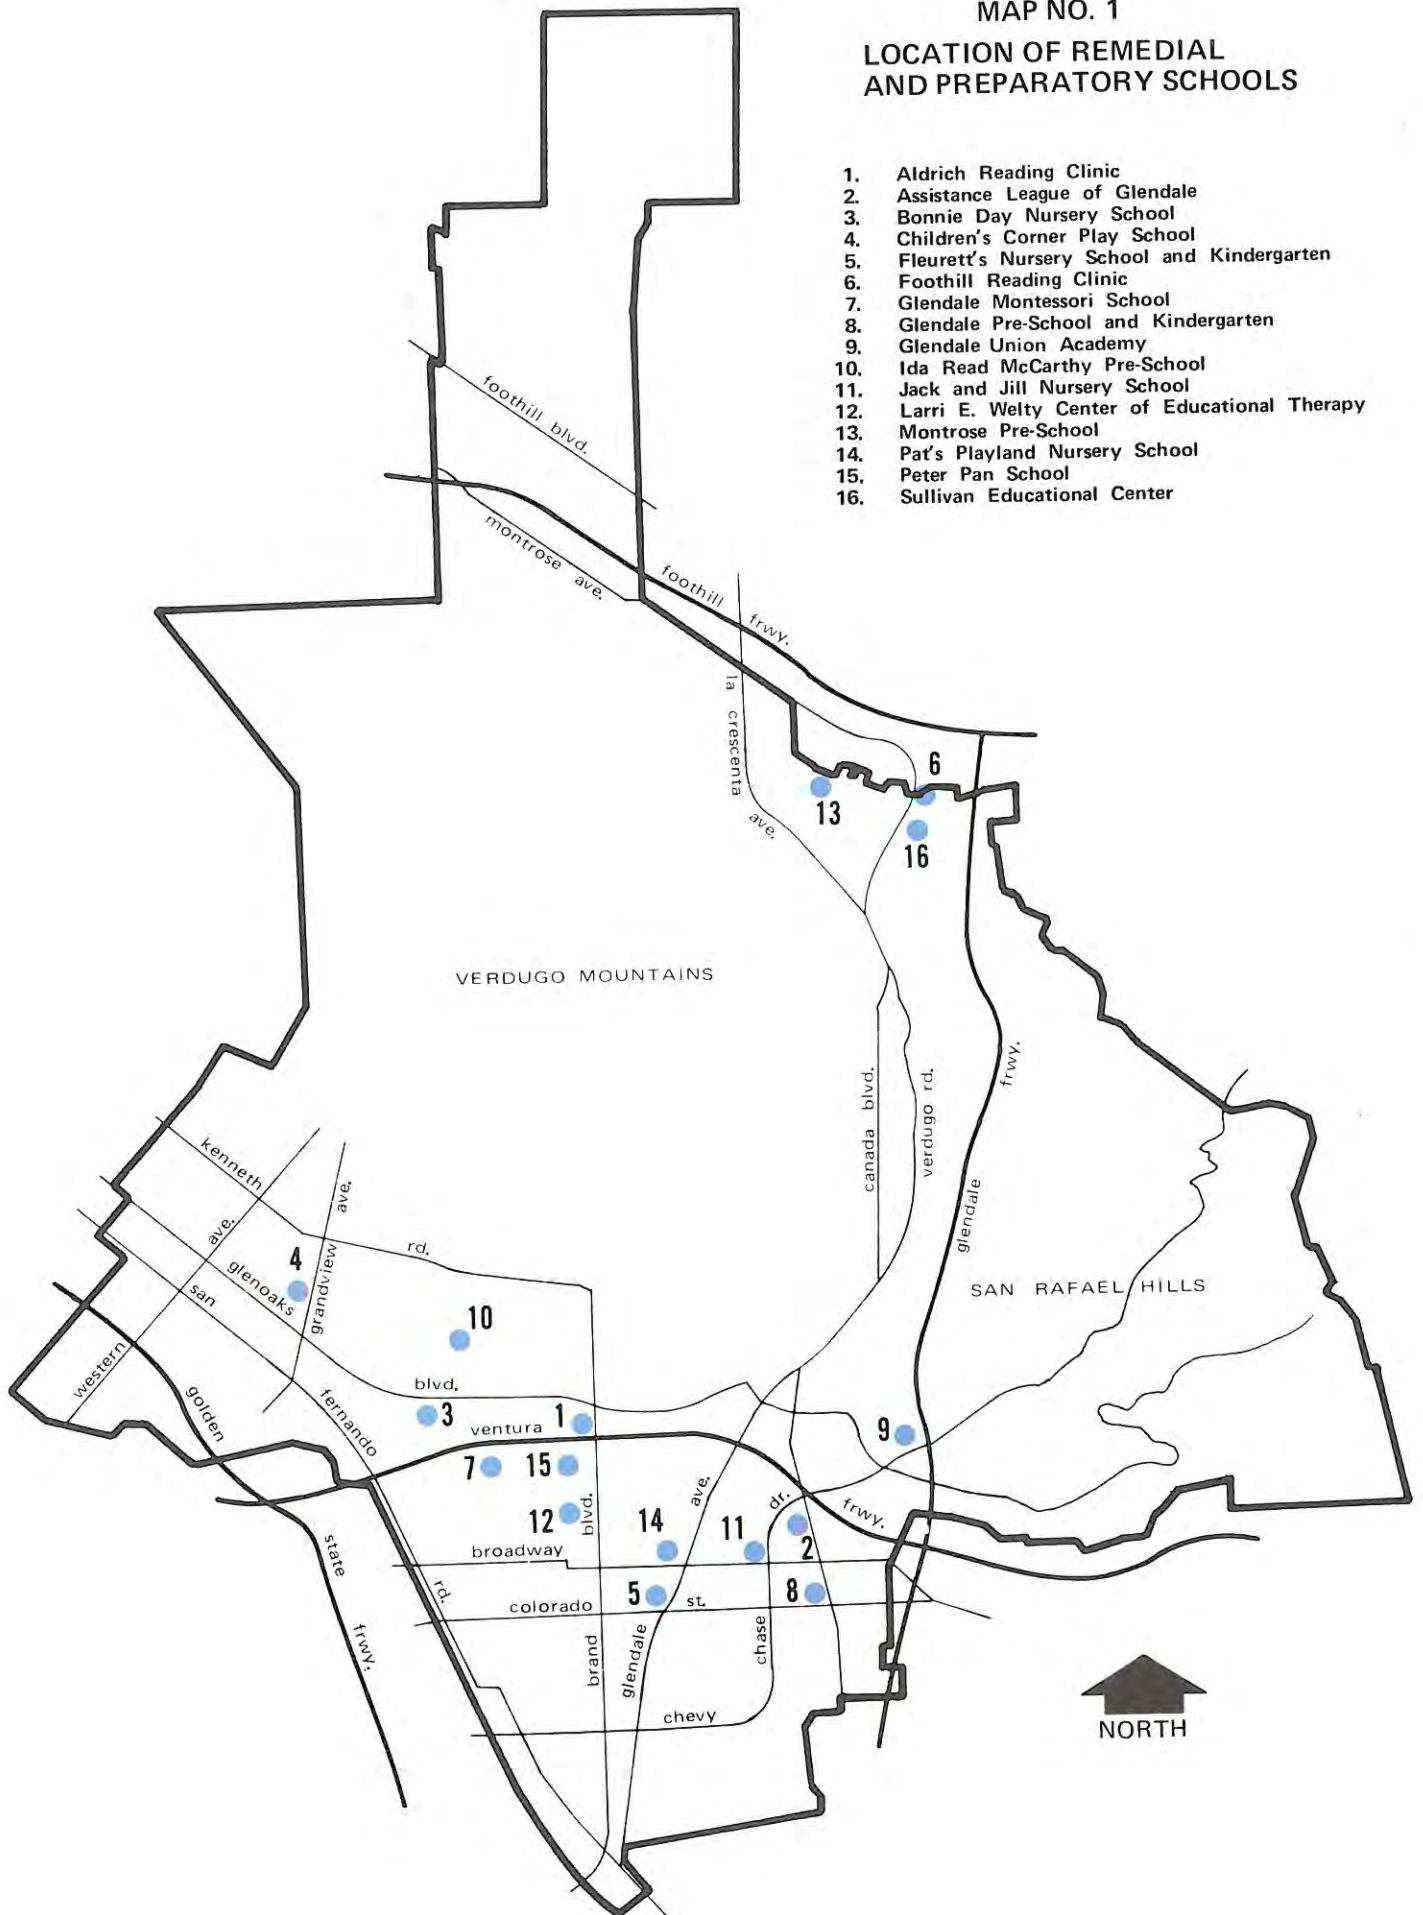 MAP NO. 1
LOCATION OF REMEDIAL
AND PREPARATORY SCHOOLS
1. Aldrich Reading Clinic
2. Assistance League of Glendale
3. Bonnie Day Nursery School
4. Children's Corner Play School
5. Fleurett's Nursery School and Kindergarten
6. Foothill Reading Clinic
7. Glendale Montessori School
8. Glendale Pre-School and Kindergarten
9. Glendale Union Academy
10. Ida Read McCarthy Pre-School
11. Jack and Jill Nursery School
12. Larri E. Welty Center of Educational Therapy
13. Montrose Pre-School
14. Pat's Playland Nursery School
15. Peter Pan School
16. Sullivan Educational Center
foothill blvd.
montrose ave.
foothill frwy.
la crescenta ave.
6
13
16
VERDUGO MOUNTAINS
canada blvd.
verdugo rd.
glendale frwy.
SAN RAFAEL HILLS
kenneth rd.
western ave.
grandview ave.
glenoaks blvd.
san fernando rd.
golden state frwy.
4
10
3
1
ventura frwy.
9
7
15
12
14
11
2
broadway
5
8
colorado st.
brand blvd.
glendale ave.
chevy chase dr.
NORTH